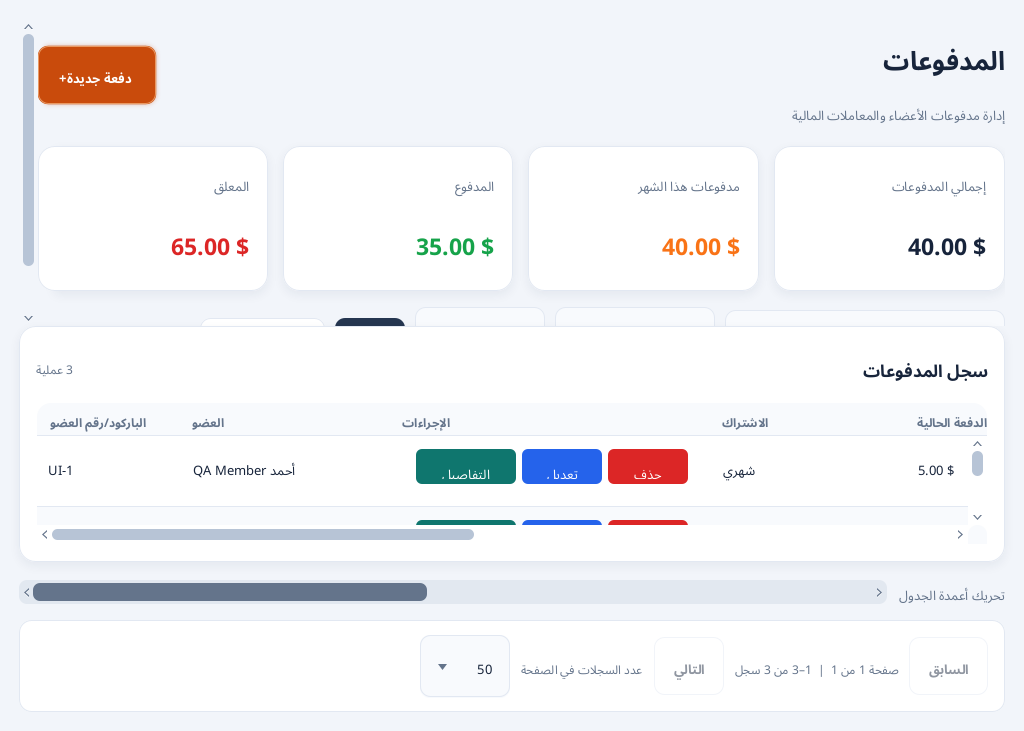 المدفوعات
دفعة جديدة+
إدارة مدفوعات الأعضاء والمعاملات المالية
إجمالي المدفوعات
40.00 $
مدفوعات هذا الشهر
40.00 $
المدفوع
35.00 $
المعلق
65.00 $
سجل المدفوعات
3 عملية
الدفعة الحالية
الاشتراك
الإجراءات
العضو
الباركود/رقم العضو
5.00 $
شهري
حذف
أحمد QA Member
UI-1
تحريك أعمدة الجدول
السابق
صفحة 1 من 1 | 1–3 من 3 سجل
التالي
عدد السجلات في الصفحة
50